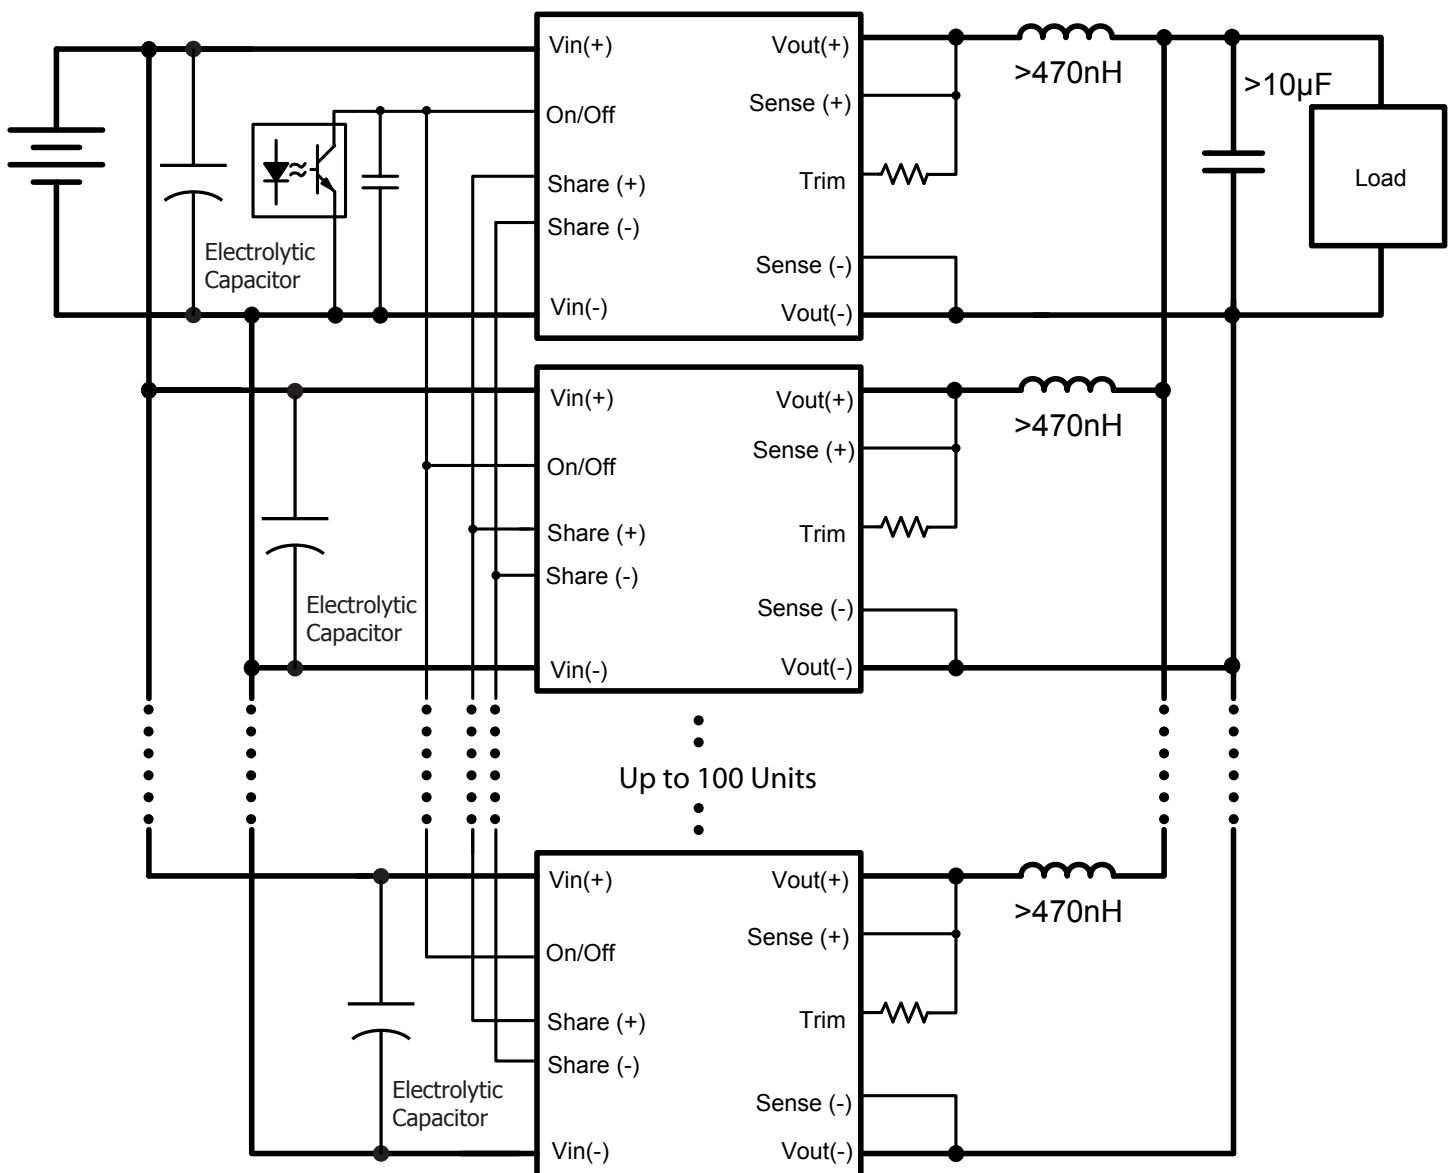 Vin(+)
Vout(+)
>470nH
>10µF
On/Off
Sense (+)
Share (+)
Trim
Load
Share (-)
Electrolytic
Capacitor
Sense (-)
Vin(-)
Vout(-)
Vin(+)
Vout(+)
>470nH
On/Off
Sense (+)
Share (+)
Trim
Share (-)
Electrolytic
Capacitor
Sense (-)
Vin(-)
Vout(-)
Up to 100 Units
Vin(+)
Vout(+)
>470nH
On/Off
Sense (+)
Share (+)
Trim
Share (-)
Electrolytic
Capacitor
Sense (-)
Vin(-)
Vout(-)